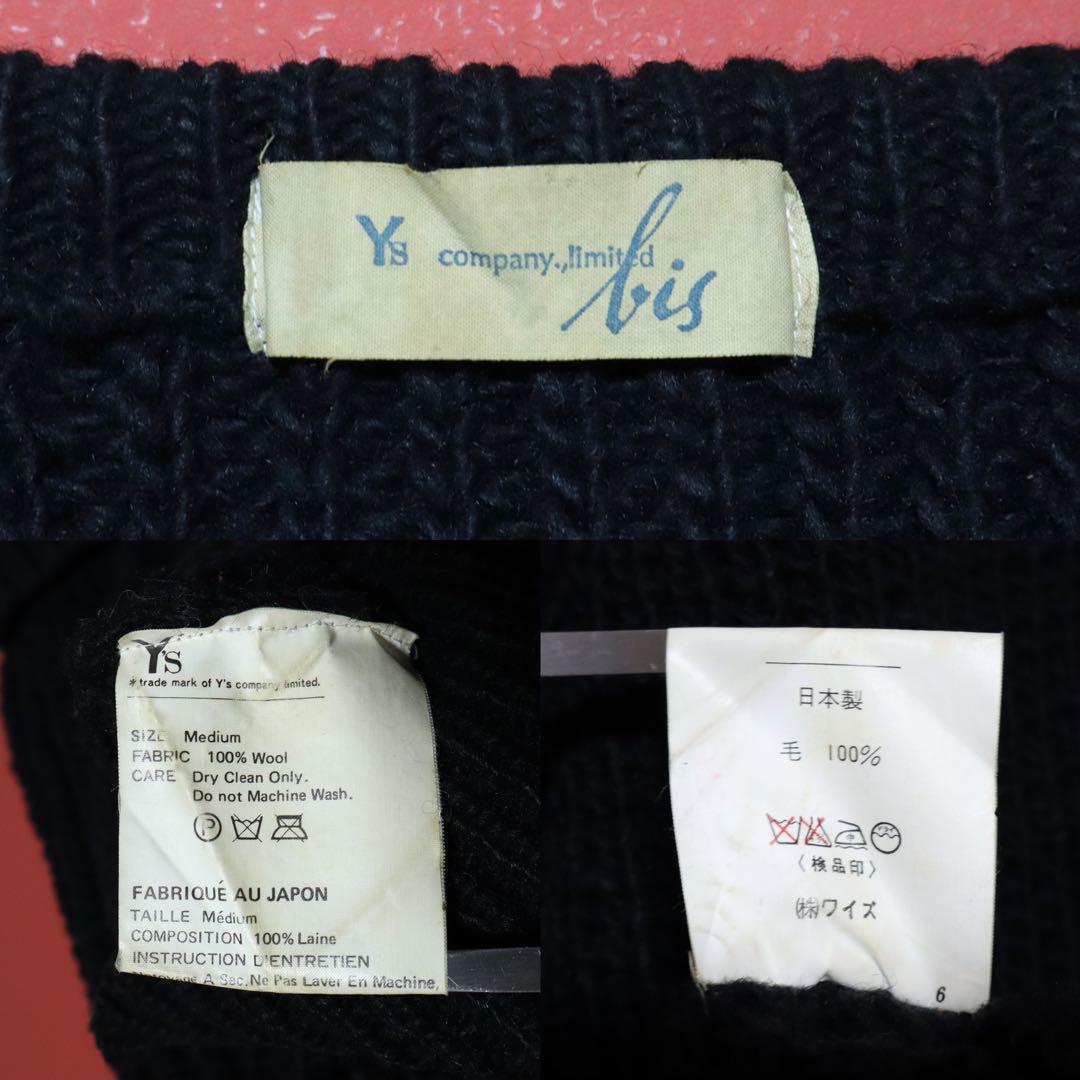 Y's company.,limited
bis
Y's
*trade mark of Y's company limited.
SIZE Medium
FABRIC 100% Wool
CARE Dry Clean Only.
Do not Machine Wash.
P
FABRIQUÉ AU JAPON
TAILLE Médium
COMPOSITION 100% Laine
INSTRUCTION D'ENTRETIEN
A Sec, Ne Pas Laver En Machine,
日本製
毛 100%
〈検品印〉
㈱ワイズ
6